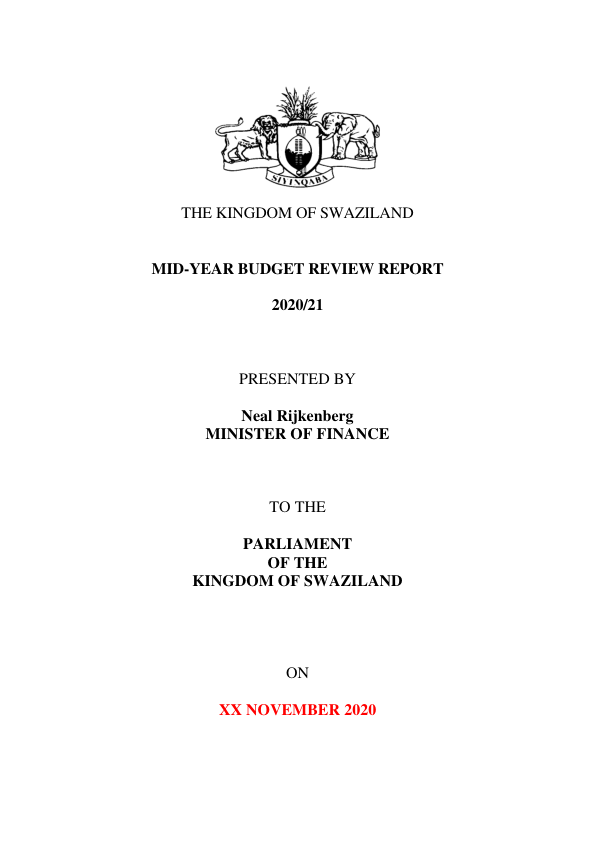 SIYINQABA
THE KINGDOM OF SWAZILAND
MID-YEAR BUDGET REVIEW REPORT
2020/21
PRESENTED BY
Neal Rijkenberg
MINISTER OF FINANCE
TO THE
PARLIAMENT
OF THE
KINGDOM OF SWAZILAND
ON
XX NOVEMBER 2020